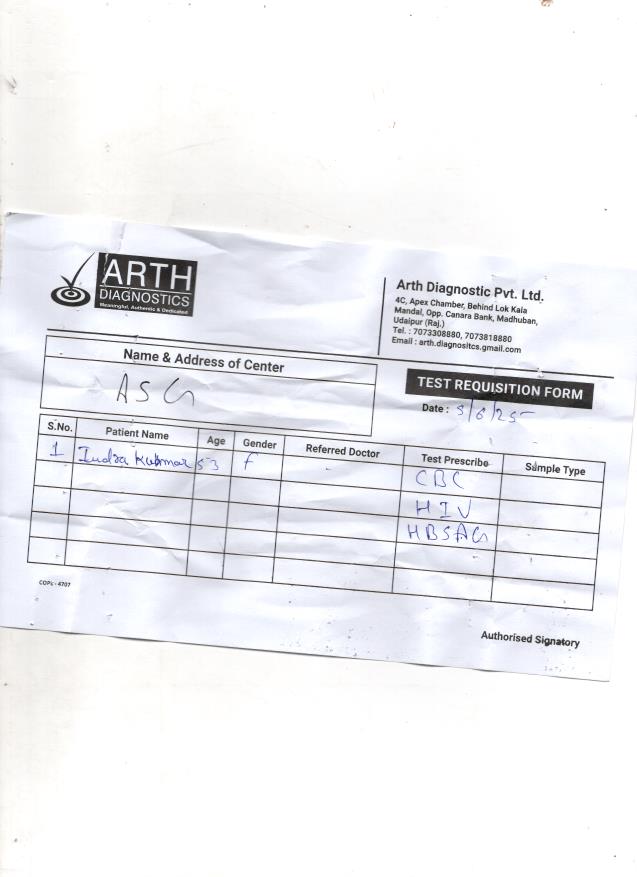 ARTH
DIAGNOSTICS
Meaningful, Authentic & Dedicated
Arth Diagnostic Pvt. Ltd.
4C, Apex Chamber, Behind Lok Kala
Mandal, Opp. Canara Bank, Madhuban,
Udaipur (Raj.)
Tel. : 7073308880, 7073818880
Email : arth.diagnositcs.gmail.com
Name & Address of Center
ASG
TEST REQUISITION FORM
Date : 3/6/25
S.No. Patient Name Age Gender Referred Doctor Test Prescribe Sample Type
1 Indra 53 F CBC
HIV
HBSAG
COPs - 4707
Authorised Signatory